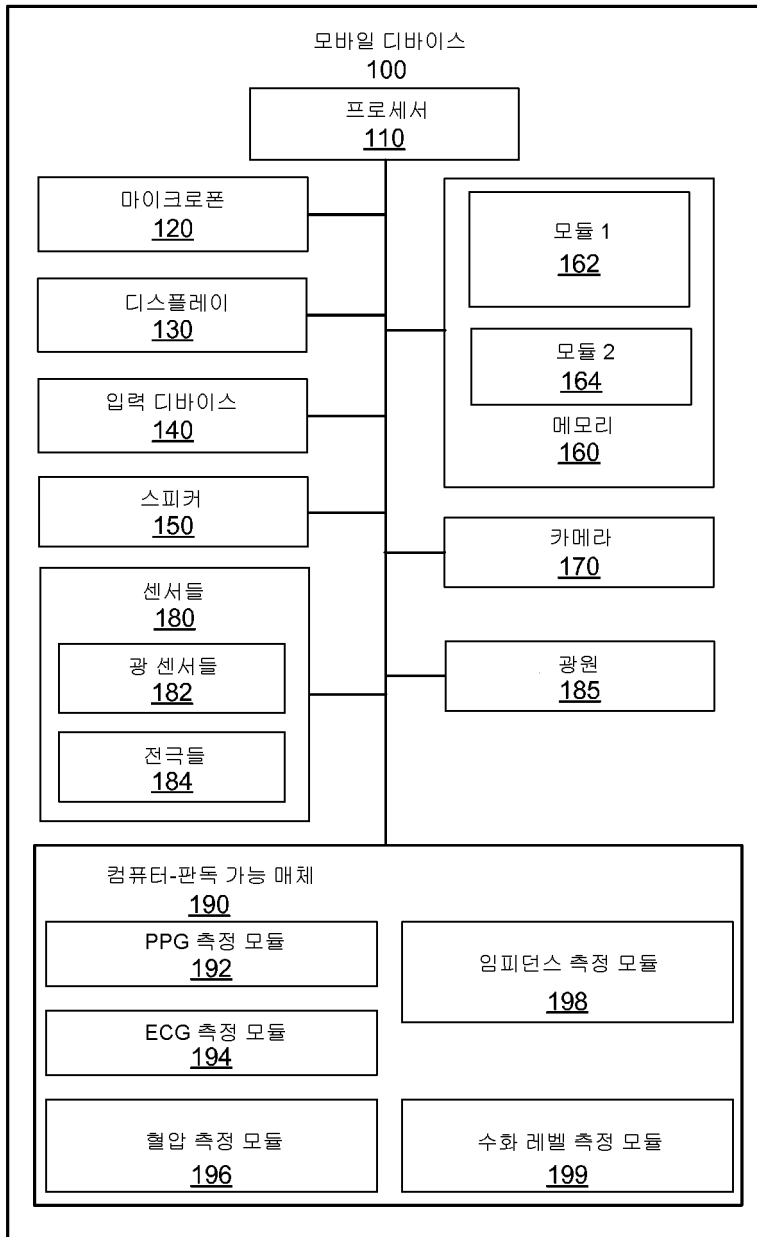 모바일 디바이스
100
프로세서
110
마이크로폰
120
디스플레이
130
입력 디바이스
140
스피커
150
센서들
180
광 센서들
182
전극들
184
모듈 1
162
모듈 2
164
메모리
160
카메라
170
광원
185
컴퓨터-판독 가능 매체
190
PPG 측정 모듈
192
ECG 측정 모듈
194
혈압 측정 모듈
196
임피던스 측정 모듈
198
수화 레벨 측정 모듈
199